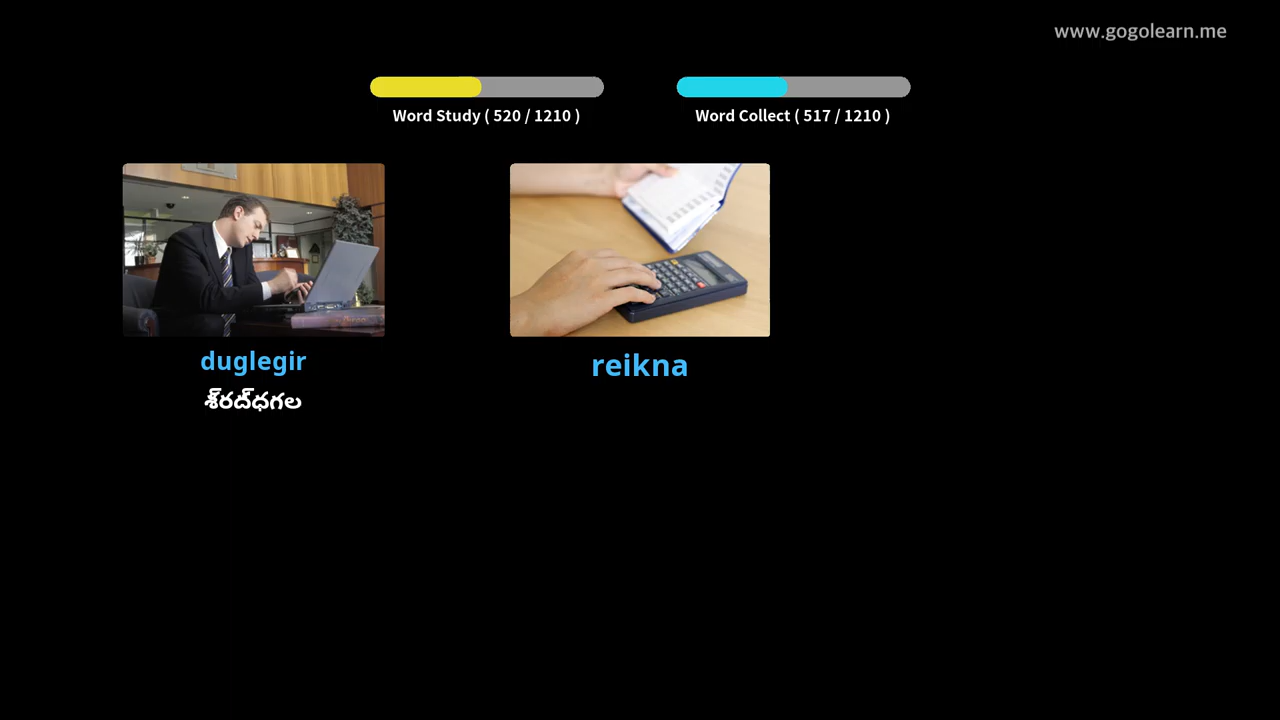 www.gogolearn.me
Word Study ( 520 / 1210 )
Word Collect ( 517 / 1210 )
duglegir
శ్రద్ధగల
reikna